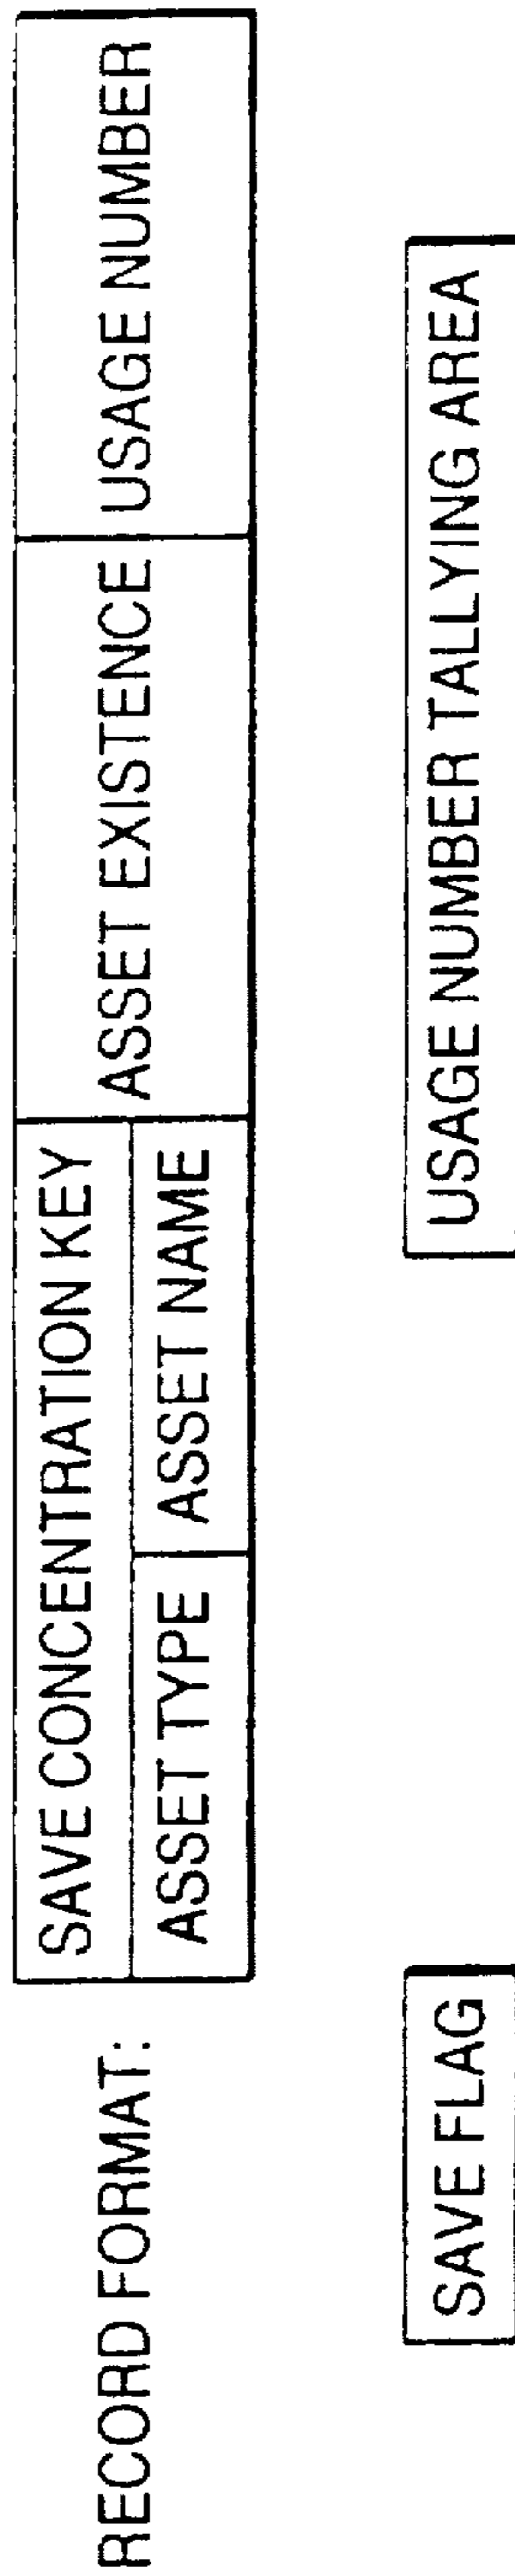 RECORD FORMAT:
SAVE CONCENTRATION KEY
ASSET TYPE
ASSET NAME
ASSET EXISTENCE
USAGE NUMBER
SAVE FLAG
USAGE NUMBER TALLYING AREA